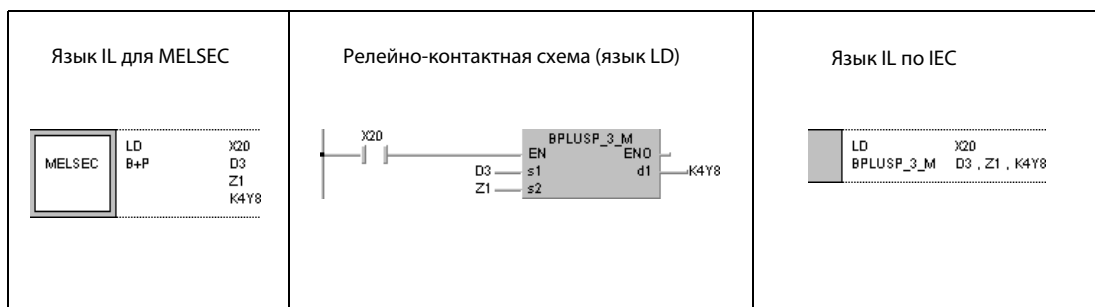 Язык IL для MELSEC
MELSEC
LD X20
B+P D3
Z1
K4Y8
Релейно-контактная схема (язык LD)
X20
BPLUSP_3_M
EN ENO
D3 s1 d1 K4Y8
Z1 s2
Язык IL по IEC
LD X20
BPLUSP_3_M D3 , Z1 , K4Y8